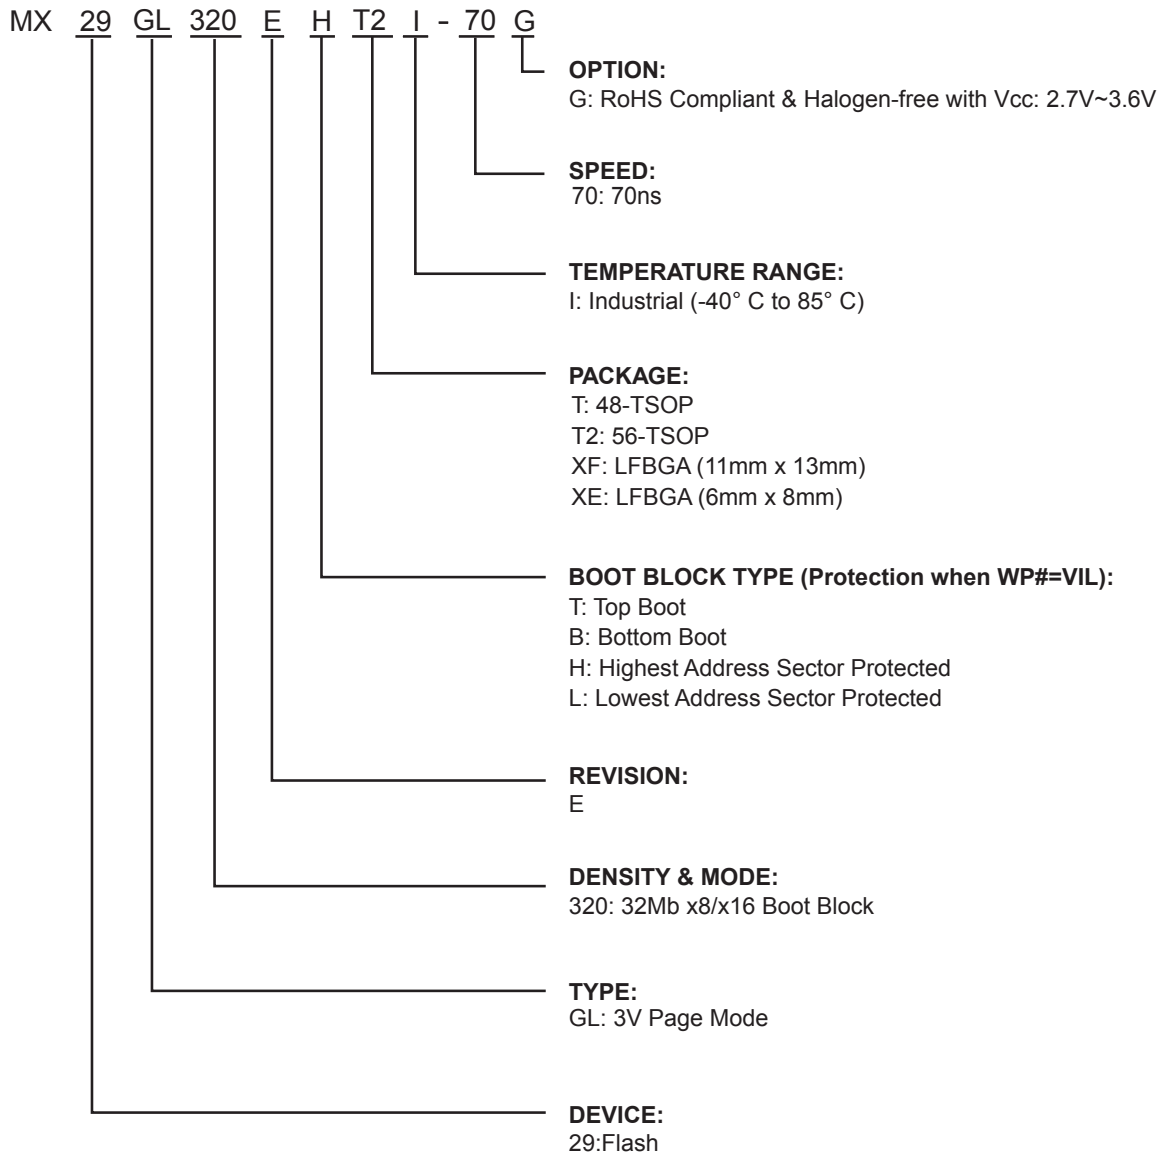 MX 29 GL 320 E H T2 I - 70 G
OPTION:
G: RoHS Compliant & Halogen-free with Vcc: 2.7V~3.6V
SPEED:
70: 70ns
TEMPERATURE RANGE:
I: Industrial (-40° C to 85° C)
PACKAGE:
T: 48-TSOP
T2: 56-TSOP
XF: LFBGA (11mm x 13mm)
XE: LFBGA (6mm x 8mm)
BOOT BLOCK TYPE (Protection when WP#=VIL):
T: Top Boot
B: Bottom Boot
H: Highest Address Sector Protected
L: Lowest Address Sector Protected
REVISION:
E
DENSITY & MODE:
320: 32Mb x8/x16 Boot Block
TYPE:
GL: 3V Page Mode
DEVICE:
29:Flash